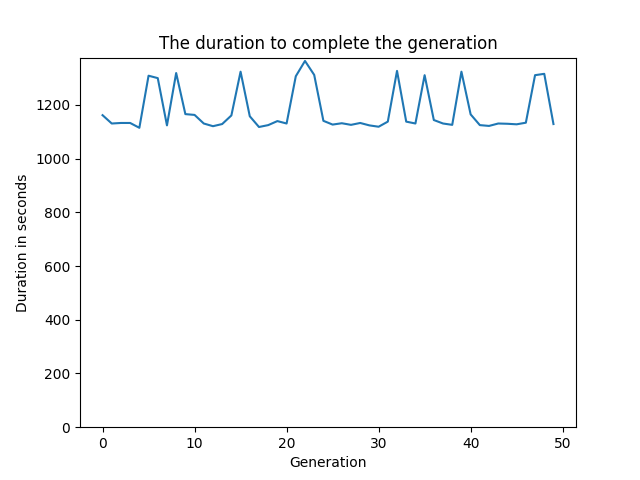 The duration to complete the generation
1200
1000
800
600
400
200
0
Duration in seconds
0 10 20 30 40 50
Generation